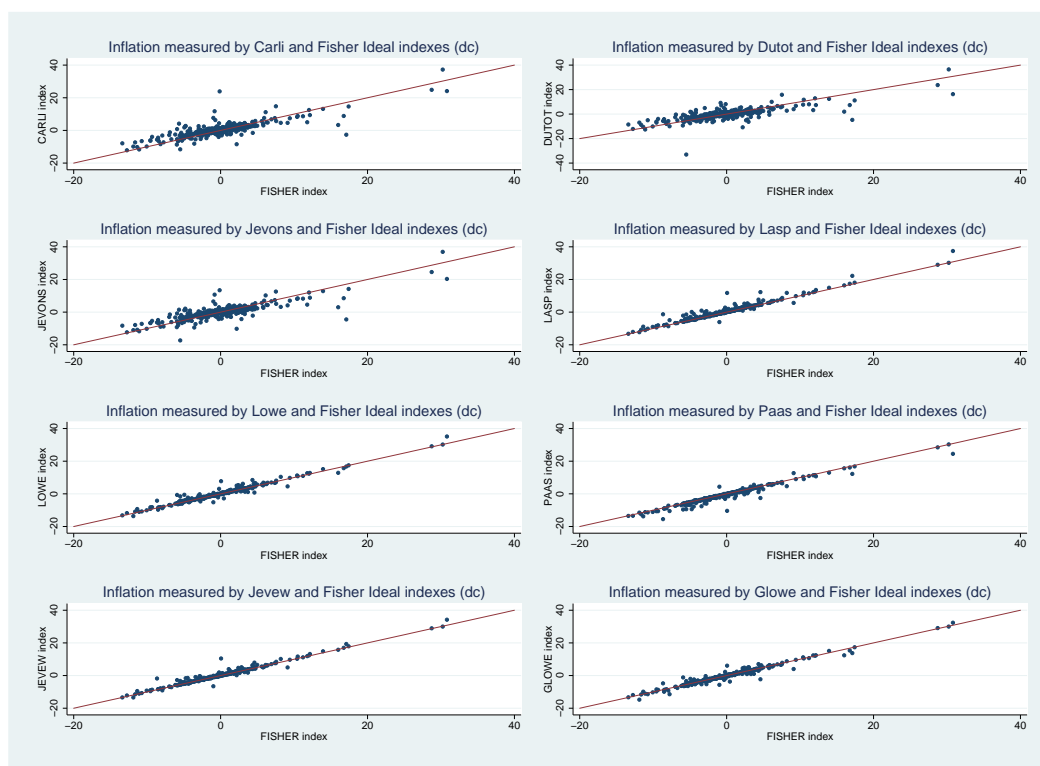 Inflation measured by Carli and Fisher Ideal indexes (dc)
CARLI index
40
20
0
−20
−20 0 20 40
FISHER index
Inflation measured by Dutot and Fisher Ideal indexes (dc)
DUTOT index
40
20
0
−20
−40
−20 0 20 40
FISHER index
Inflation measured by Jevons and Fisher Ideal indexes (dc)
JEVONS index
40
20
0
−20
−20 0 20 40
FISHER index
Inflation measured by Lasp and Fisher Ideal indexes (dc)
LASP index
40
20
0
−20
−20 0 20 40
FISHER index
Inflation measured by Lowe and Fisher Ideal indexes (dc)
LOWE index
40
20
0
−20
−20 0 20 40
FISHER index
Inflation measured by Paas and Fisher Ideal indexes (dc)
PAAS index
40
20
0
−20
−20 0 20 40
FISHER index
Inflation measured by Jevew and Fisher Ideal indexes (dc)
JEVEW index
40
20
0
−20
−20 0 20 40
FISHER index
Inflation measured by Glowe and Fisher Ideal indexes (dc)
GLOWE index
40
20
0
−20
−20 0 20 40
FISHER index